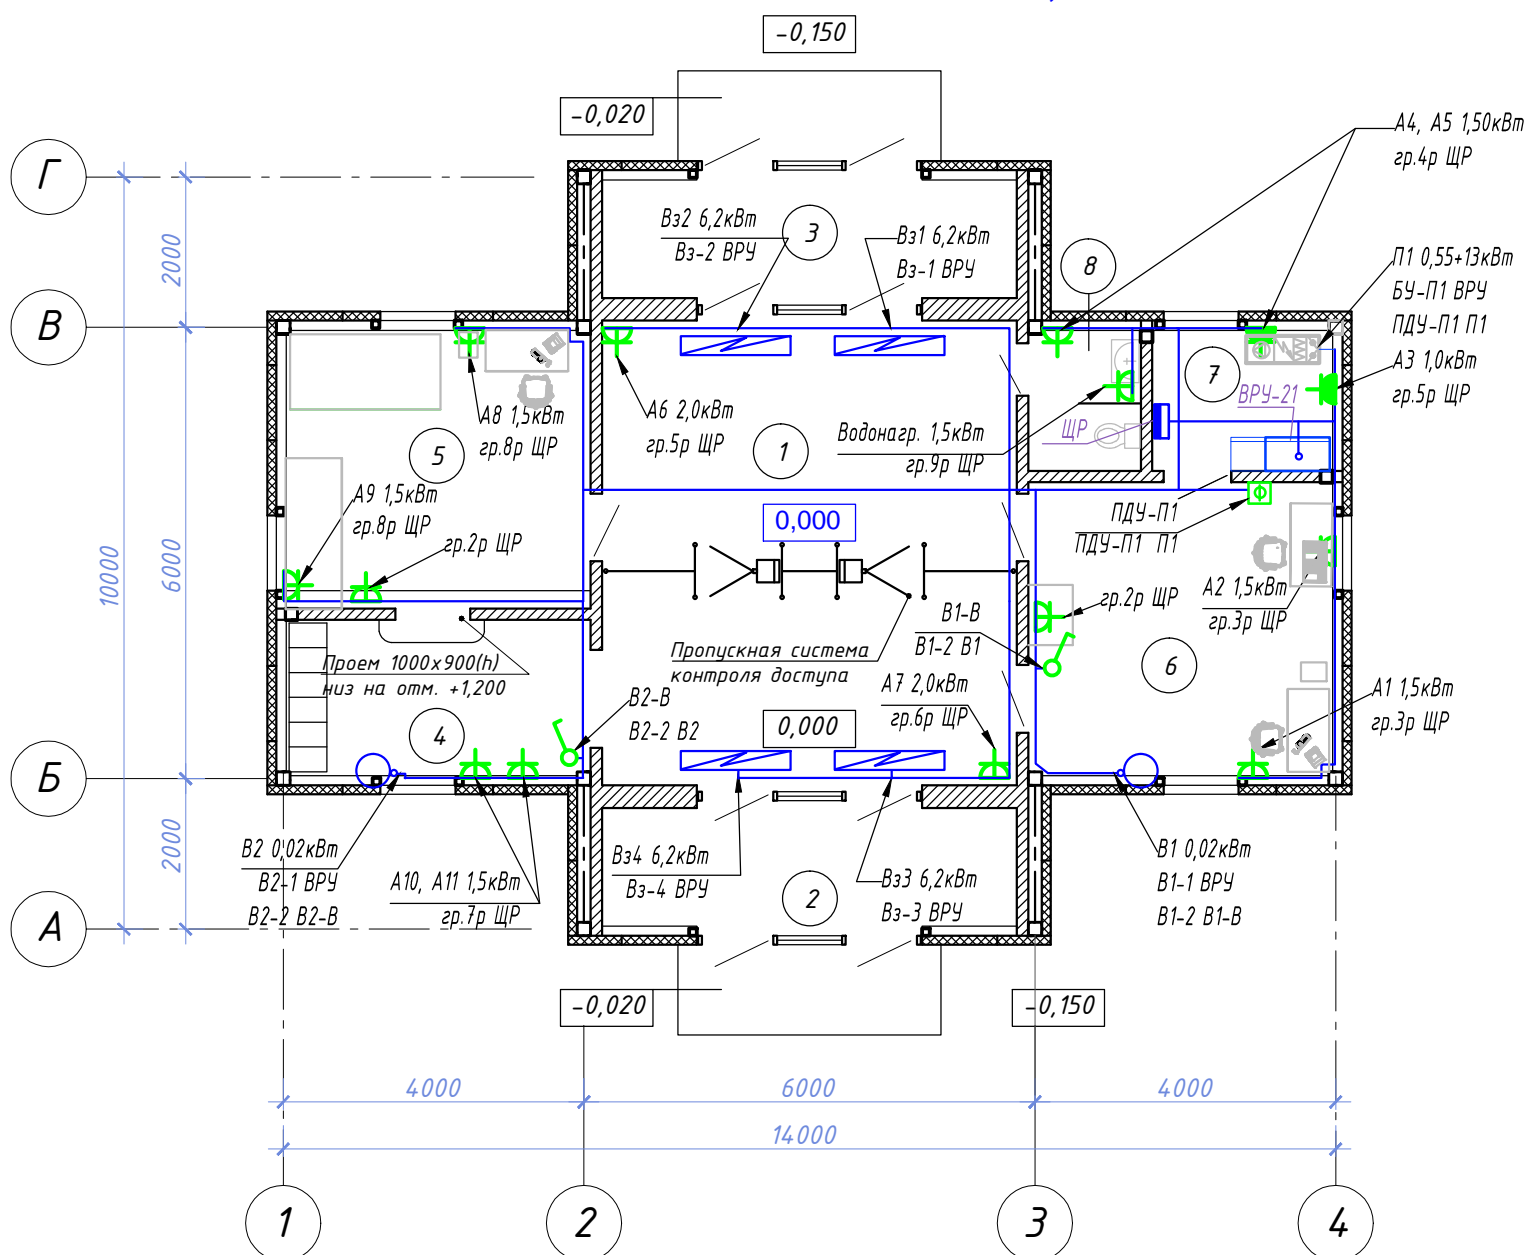 -0,150
-0,020
А4, А5 1,50кВт
гр.4р ЩР
Г
2000
Вз2 6,2кВт
Вз-2 ВРУ
3
Вз1 6,2кВт
Вз-1 ВРУ
8
П1 0,55+13кВт
БУ-П1 ВРУ
ПДУ-П1 П1
В
7
А3 1,0кВт
гр.5р ЩР
ВРУ-21
А8 1,5кВт
гр.8р ЩР
А6 2,0кВт
гр.5р ЩР
1
Водонагр. 1,5кВт
гр.9р ЩР
ЩР
5
А9 1,5кВт
гр.8р ЩР
гр.2р ЩР
0,000
ПДУ-П1
ПДУ-П1 П1
10000
6000
А2 1,5кВт
гр.3р ЩР
гр.2р ЩР
В1-В
В1-2 В1
Проем 1000х900(h)
низ на отм. +1,200
Пропускная система
контроля доступа
6
А7 2,0кВт
гр.6р ЩР
А1 1,5кВт
гр.3р ЩР
В2-В
В2-2 В2
4
0,000
Б
2000
В2 0,02кВт
В2-1 ВРУ
В2-2 В2-В
А10, А11 1,5кВт
гр.7р ЩР
Вз4 6,2кВт
Вз-4 ВРУ
2
Вз3 6,2кВт
Вз-3 ВРУ
В1 0,02кВт
В1-1 ВРУ
В1-2 В1-В
А
-0,020
-0,150
4000
6000
4000
14000
1
2
3
4